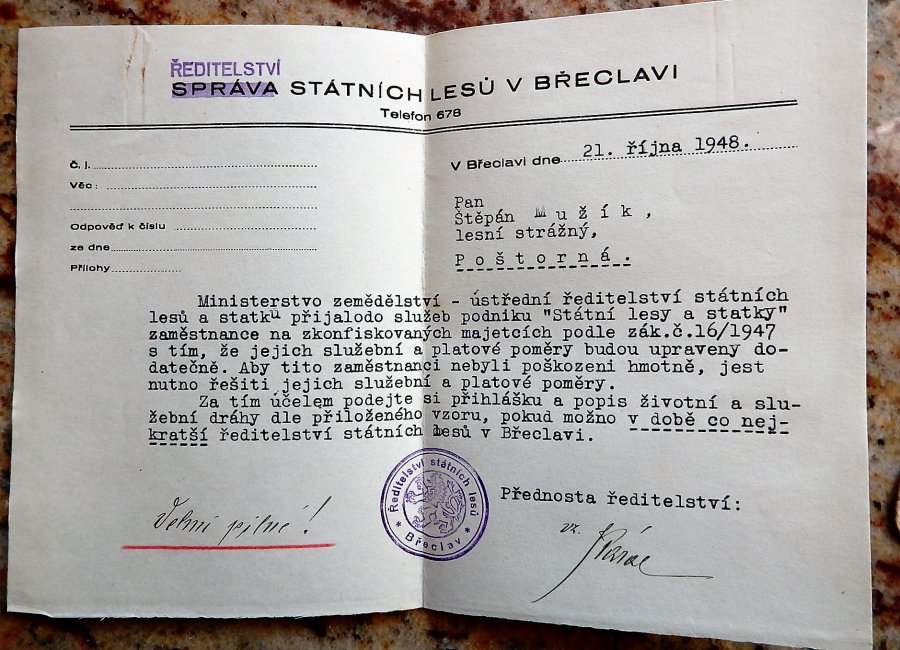 ŘEDITELSTVÍ
SPRÁVA STÁTNÍCH LESŮ V BŘECLAVI
Telefon 678
Č. j.
Věc:
Odpověď k číslu
ze dne
Přílohy
V Břeclavi dne 21. října 1948.
Pan
Štěpán Mužík,
lesní strážný,
Poštorná.
Ministerstvo zemědělství - ústřední ředitelství státních
lesů a statku přijalodo služeb podniku "Státní lesy a statky"
zaměstnance na zkonfiskovaných majetcích podle zák.č.16/1947
s tím, že jejich služební a platové poměry budou upraveny do-
datečně. Aby tito zaměstnanci nebyli poškozeni hmotně, jest
nutno řešiti jejich služební a platové poměry.
Za tím účelem podejte si přihlášku a popis životní a slu-
žební dráhy dle přiloženého vzoru, pokud možno v době co nej-
kratší ředitelství státních lesů v Břeclavi.
Přednosta ředitelství:
vz.
Velmi pilné!
Ředitelství státních lesů
* Břeclav *